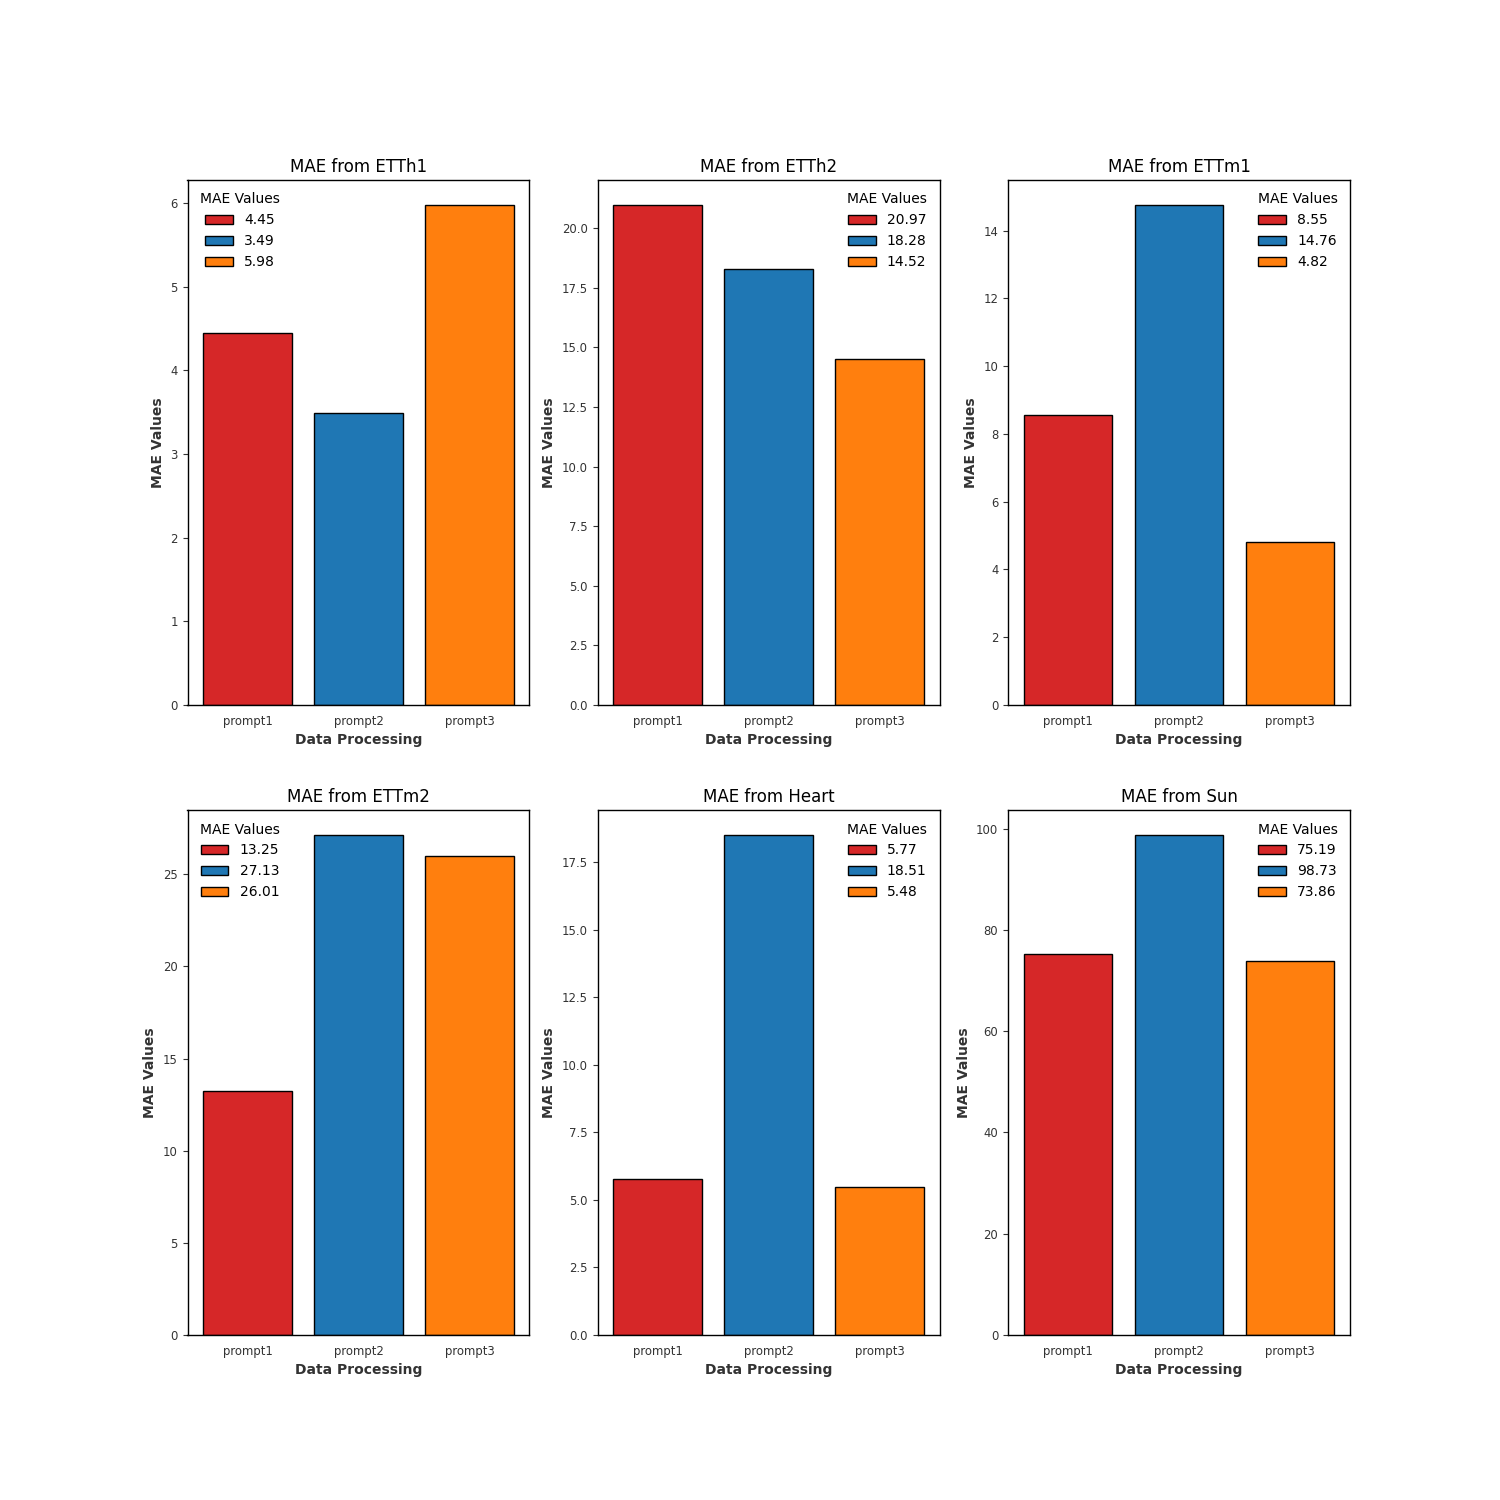 MAE from ETTh1
MAE Values
4.45
3.49
5.98
6
5
4
3
2
1
0
MAE Values
prompt1 prompt2 prompt3
Data Processing
MAE from ETTh2
MAE Values
20.97
18.28
14.52
20.0
17.5
15.0
12.5
10.0
7.5
5.0
2.5
0.0
MAE Values
prompt1 prompt2 prompt3
Data Processing
MAE from ETTm1
MAE Values
8.55
14.76
4.82
14
12
10
8
6
4
2
0
MAE Values
prompt1 prompt2 prompt3
Data Processing
MAE from ETTm2
MAE Values
13.25
27.13
26.01
25
20
15
10
5
0
MAE Values
prompt1 prompt2 prompt3
Data Processing
MAE from Heart
MAE Values
5.77
18.51
5.48
17.5
15.0
12.5
10.0
7.5
5.0
2.5
0.0
MAE Values
prompt1 prompt2 prompt3
Data Processing
MAE from Sun
MAE Values
75.19
98.73
73.86
100
80
60
40
20
0
MAE Values
prompt1 prompt2 prompt3
Data Processing